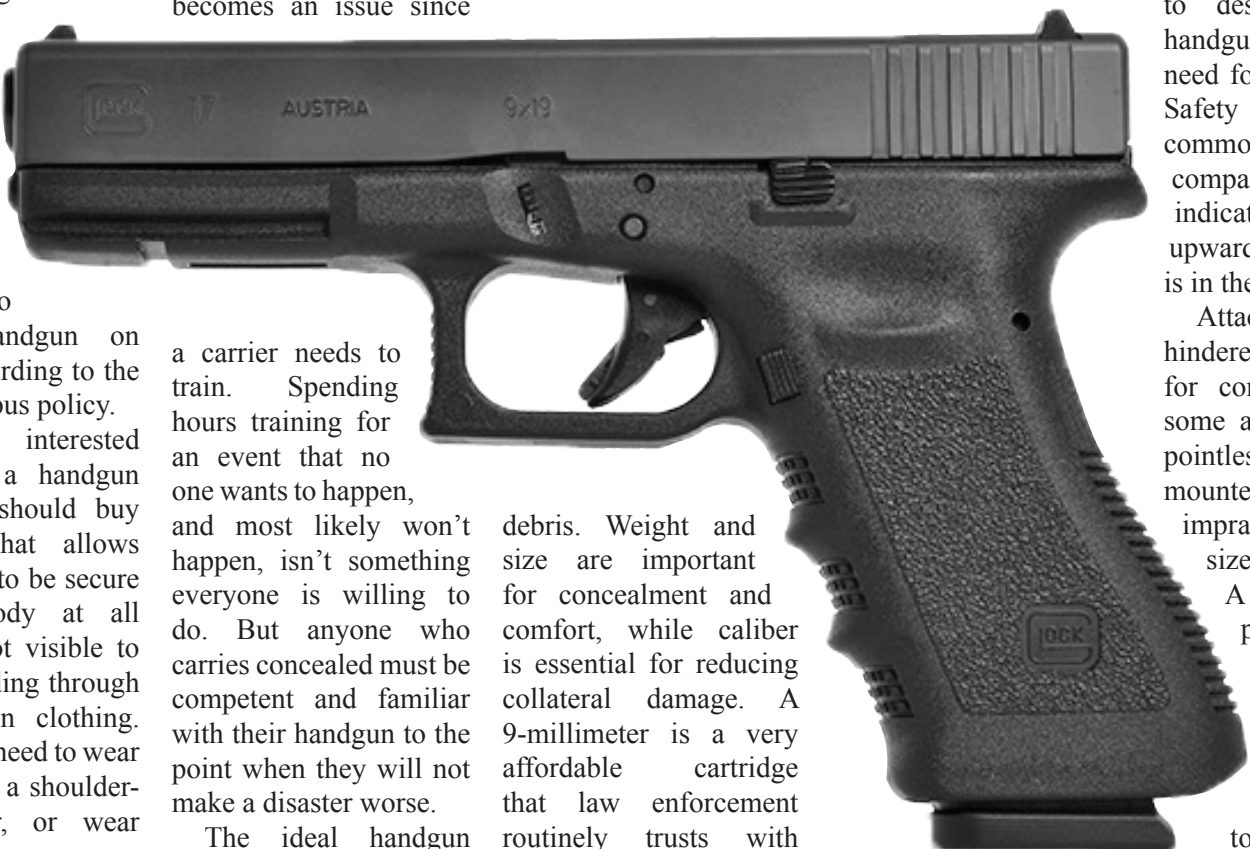 o
andgun on
rding to the
ous policy.
interested
a handgun
should buy
hat allows
to be secure
ody at all
ot visible to
ding through
n clothing.
need to wear
a shoulder-
r, or wear
becomes an issue since
GLOCK 17 AUSTRIA 9x19
a carrier needs to
train. Spending
hours training for
an event that no
one wants to happen,
and most likely won't
happen, isn't something
everyone is willing to
do. But anyone who
carries concealed must be
competent and familiar
with their handgun to the
point when they will not
make a disaster worse.
The ideal handgun
debris. Weight and
size are important
for concealment and
comfort, while caliber
is essential for reducing
collateral damage. A
9-millimeter is a very
affordable cartridge
that law enforcement
routinely trusts with
GLOCK
to des
handgu
need fo
Safety
commo
compa
indicat
upward
is in the
Attac
hindere
for con
some a
pointles
mounte
impra
size
A
p
to